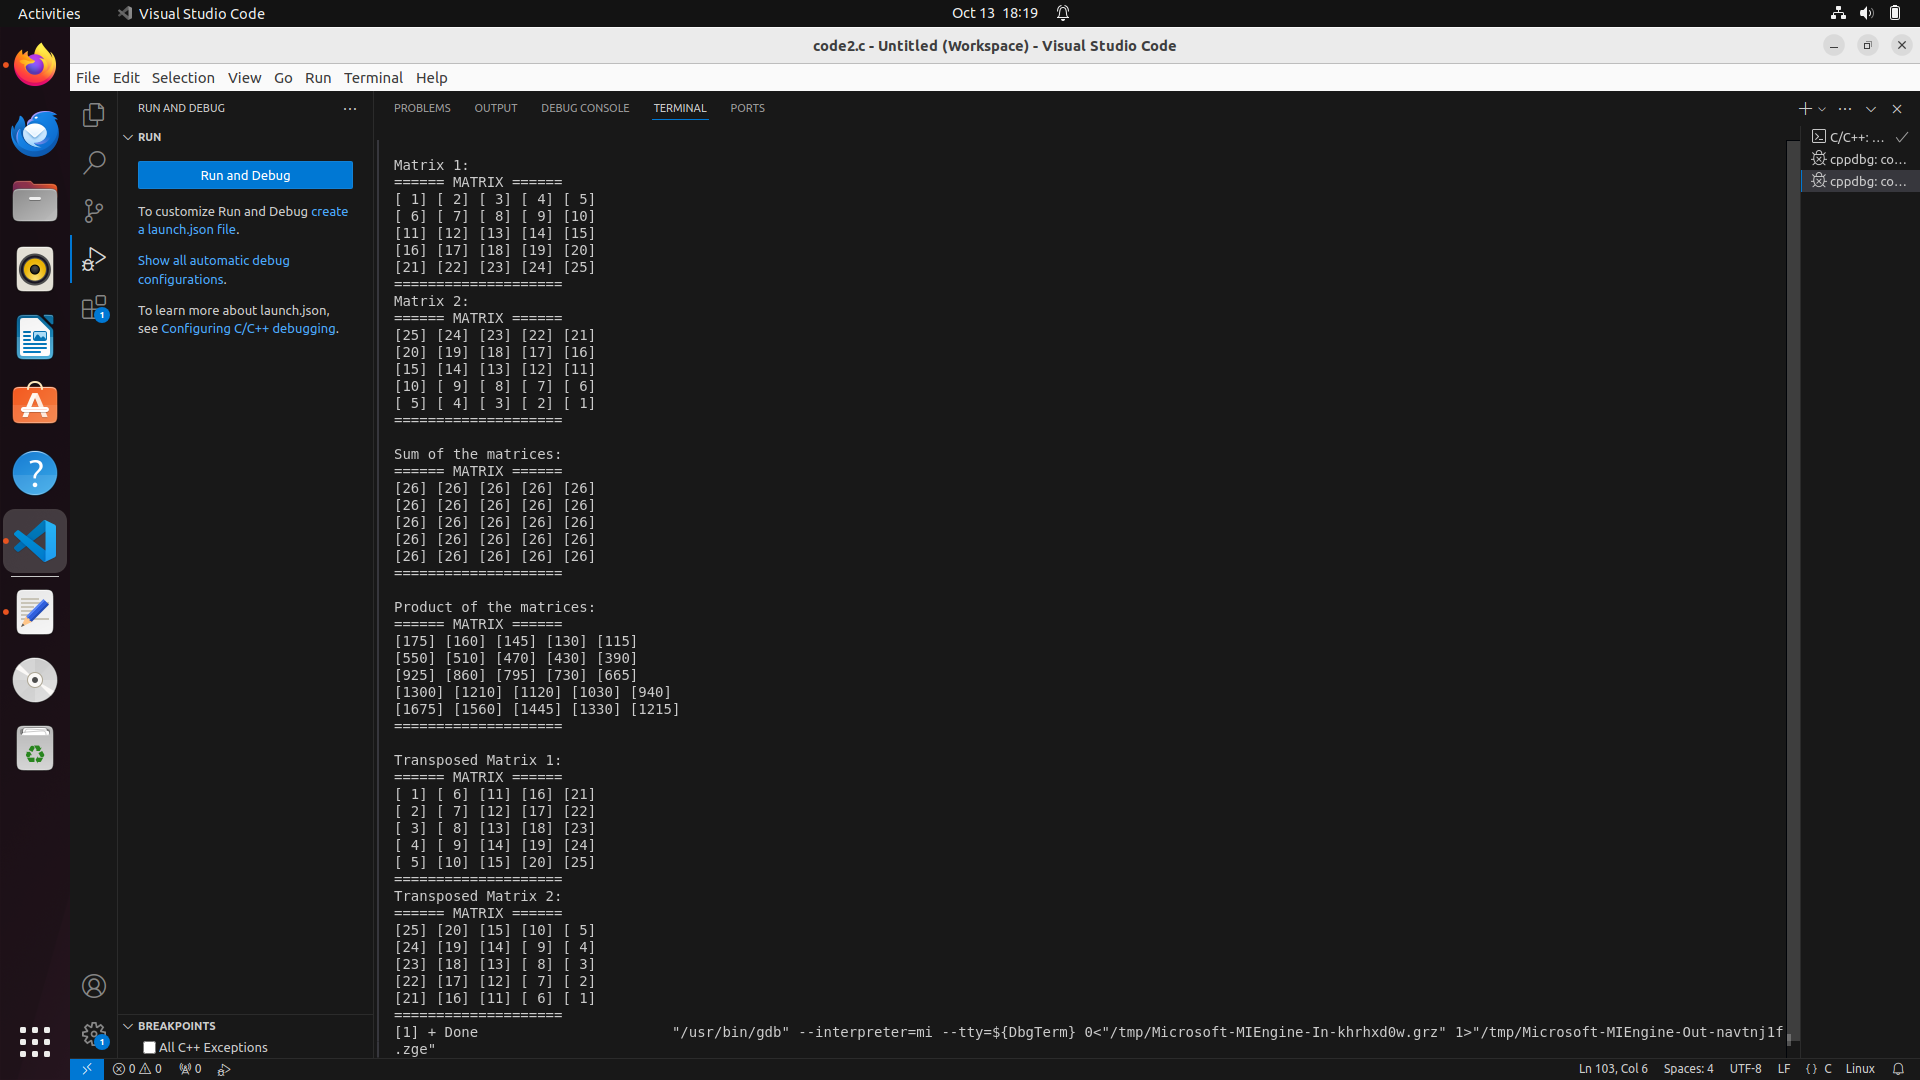 Activities
Visual Studio Code
Oct 13 18:19
code2.c - Untitled (Workspace) - Visual Studio Code
File Edit Selection View Go Run Terminal Help
RUN AND DEBUG
RUN
Run and Debug
To customize Run and Debug create
a launch.json file.
Show all automatic debug
configurations.
To learn more about launch.json,
see Configuring C/C++ debugging.
1
1
BREAKPOINTS
All C++ Exceptions
PROBLEMS OUTPUT DEBUG CONSOLE TERMINAL PORTS
Matrix 1:
====== MATRIX ======
[ 1] [ 2] [ 3] [ 4] [ 5]
[ 6] [ 7] [ 8] [ 9] [10]
[11] [12] [13] [14] [15]
[16] [17] [18] [19] [20]
[21] [22] [23] [24] [25]
====================
Matrix 2:
====== MATRIX ======
[25] [24] [23] [22] [21]
[20] [19] [18] [17] [16]
[15] [14] [13] [12] [11]
[10] [ 9] [ 8] [ 7] [ 6]
[ 5] [ 4] [ 3] [ 2] [ 1]
====================
Sum of the matrices:
====== MATRIX ======
[26] [26] [26] [26] [26]
[26] [26] [26] [26] [26]
[26] [26] [26] [26] [26]
[26] [26] [26] [26] [26]
[26] [26] [26] [26] [26]
====================
Product of the matrices:
====== MATRIX ======
[175] [160] [145] [130] [115]
[550] [510] [470] [430] [390]
[925] [860] [795] [730] [665]
[1300] [1210] [1120] [1030] [940]
[1675] [1560] [1445] [1330] [1215]
====================
Transposed Matrix 1:
====== MATRIX ======
[ 1] [ 6] [11] [16] [21]
[ 2] [ 7] [12] [17] [22]
[ 3] [ 8] [13] [18] [23]
[ 4] [ 9] [14] [19] [24]
[ 5] [10] [15] [20] [25]
====================
Transposed Matrix 2:
====== MATRIX ======
[25] [20] [15] [10] [ 5]
[24] [19] [14] [ 9] [ 4]
[23] [18] [13] [ 8] [ 3]
[22] [17] [12] [ 7] [ 2]
[21] [16] [11] [ 6] [ 1]
====================
[1] + Done "/usr/bin/gdb" --interpreter=mi --tty=${DbgTerm} 0<"/tmp/Microsoft-MIEngine-In-khrhxd0w.grz" 1>"/tmp/Microsoft-MIEngine-Out-navtnj1f
.zge"
C/C++: ...
cppdbg: co...
cppdbg: co...
0 0 0
Ln 103, Col 6 Spaces: 4 UTF-8 LF {} C Linux